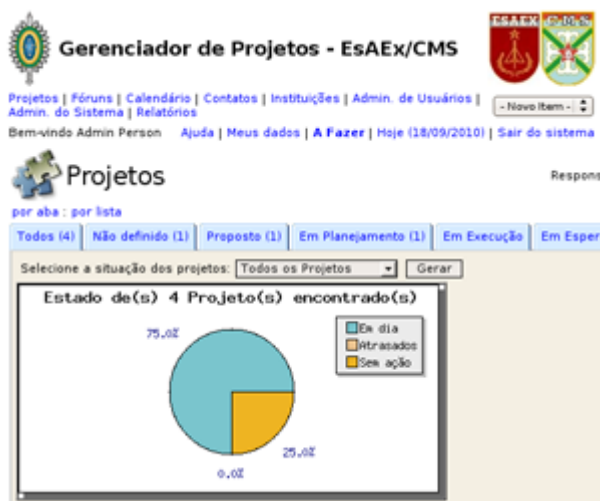 Gerenciador de Projetos - EsAEx/CMS
ESAEX CMS
Projetos | Fóruns | Calendário | Contatos | Instituições | Admin. de Usuários |
Admin. do Sistema | Relatórios
- Novo Item -
Bem-vindo Admin Person Ajuda | Meus dados | A Fazer | Hoje (18/09/2010) | Sair do sistema
Projetos
Respons
por aba : por lista
Todos (4) Não definido (1) Proposto (1) Em Planejamento (1) Em Execução Em Esper
Selecione a situação dos projetos: Todos os Projetos Gerar
Estado de(s) 4 Projeto(s) encontrado(s)
75.0%
Em dia
Atrasados
Sem ação
25.0%
0.0%